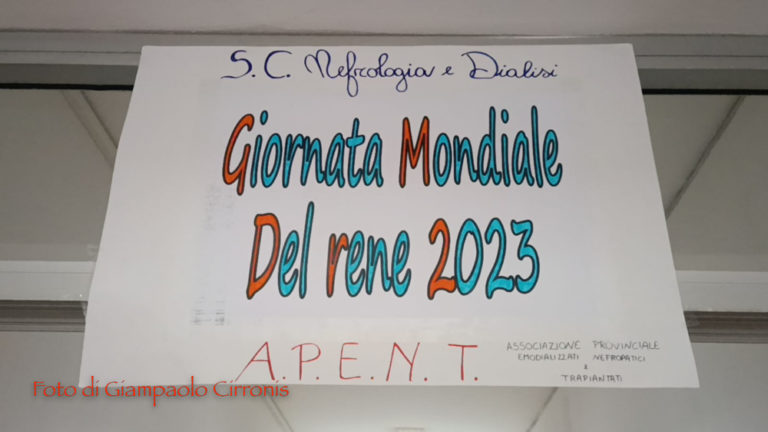 S. C. Nefrologia e Dialisi
Giornata Mondiale
Del rene 2023
A.P.E.N.T.
ASSOCIAZIONE PROVINCIALE
EMODIALIZZATI NEFROPATICI
E
TRAPIANTATI
Foto di Giampaolo Cirronis